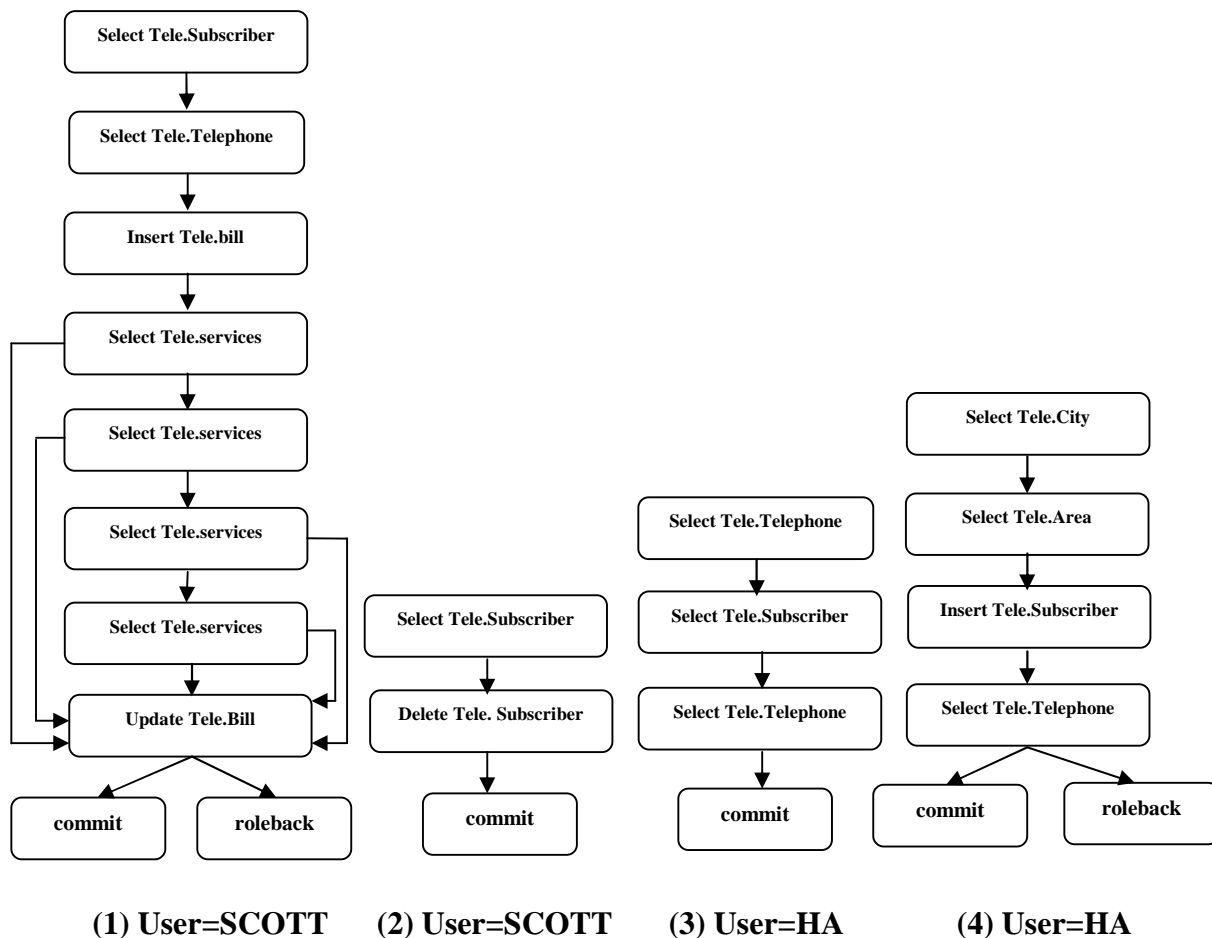 Select Tele.Subscriber
Select Tele.Telephone
Insert Tele.bill
Select Tele.services
Select Tele.services
Select Tele.services
Select Tele.services
Update Tele.Bill
commit
roleback
(1) User=SCOTT
Select Tele.Subscriber
Delete Tele. Subscriber
commit
(2) User=SCOTT
Select Tele.Telephone
Select Tele.Subscriber
Select Tele.Telephone
commit
(3) User=HA
Select Tele.City
Select Tele.Area
Insert Tele.Subscriber
Select Tele.Telephone
commit
roleback
(4) User=HA